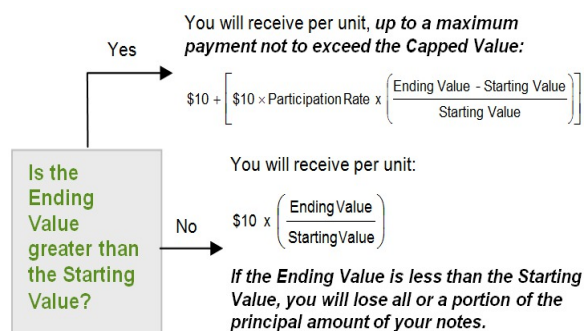 You will receive per unit, up to a maximum
payment not to exceed the Capped Value:
Yes
$10 + [ $10 × Participation Rate x ( Ending Value - Starting Value / Starting Value ) ]
Is the
Ending
Value
greater than
the Starting
Value?
You will receive per unit:
No
$10 x ( Ending Value / Starting Value )
If the Ending Value is less than the Starting
Value, you will lose all or a portion of the
principal amount of your notes.